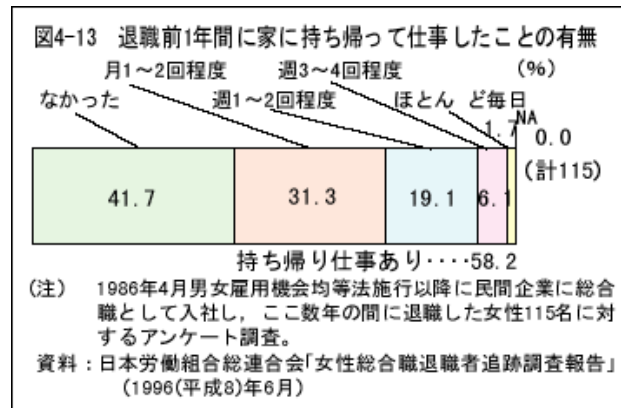 図4-13 退職前1年間に家に持ち帰って仕事したことの有無
月1～2回程度 週3～4回程度 (%)
なかった 週1～2回程度 ほとんど毎日
1.7 NA 0.0
41.7 31.3 19.1 6.1 (計115)
持ち帰り仕事あり････58.2
(注) 1986年4月男女雇用機会均等法施行以降に民間企業に総合
職として入社し，ここ数年の間に退職した女性115名に対
するアンケート調査。
資料：日本労働組合総連合会「女性総合職退職者追跡調査報告」
(1996(平成8)年6月)